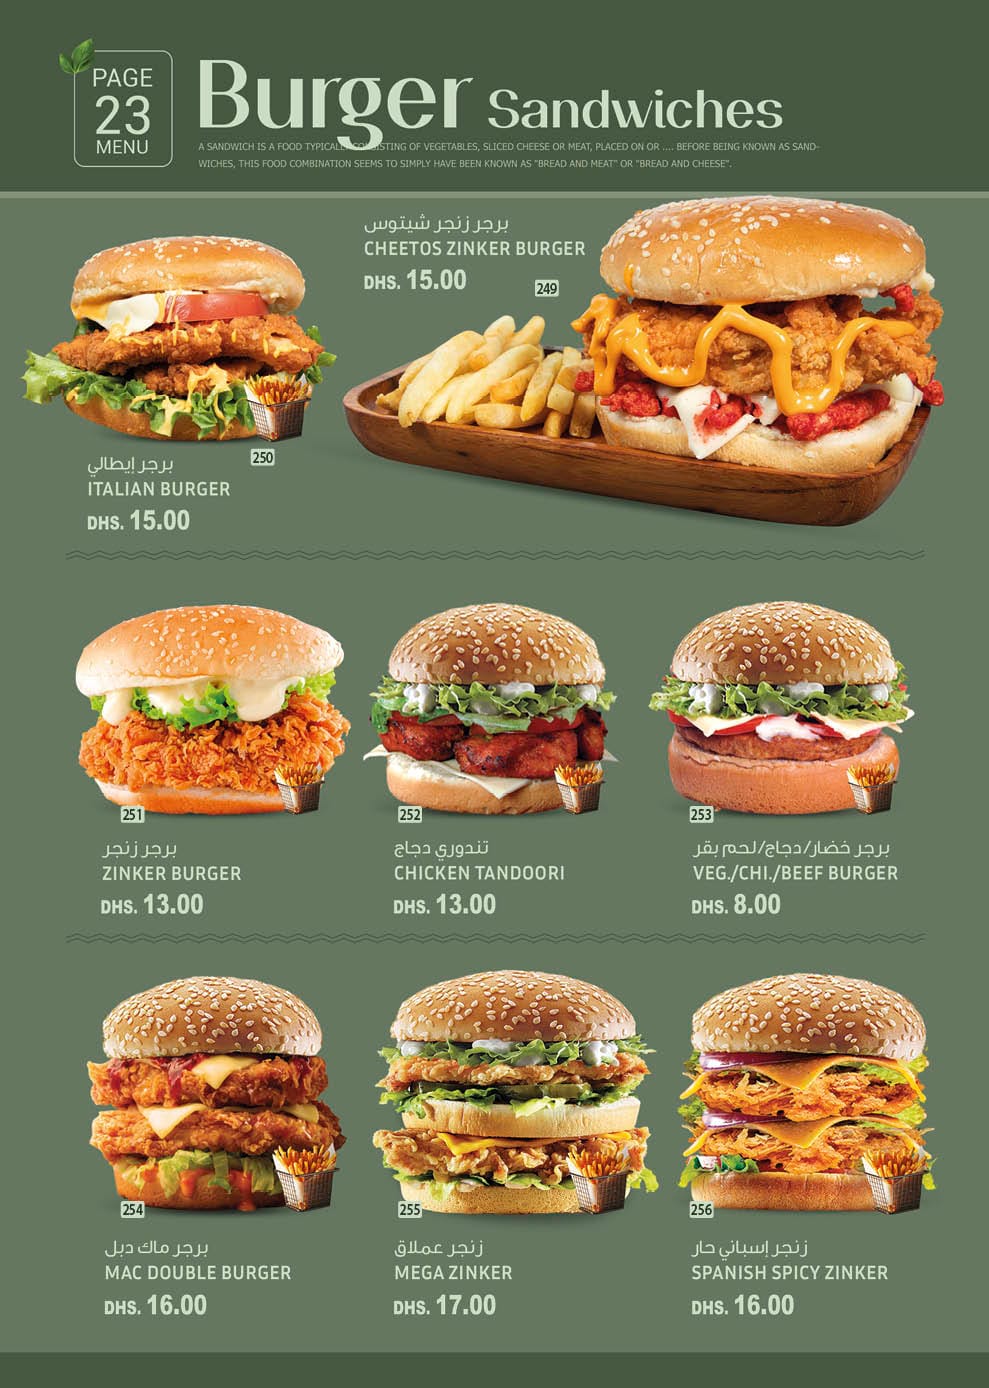 PAGE
23
MENU
Burger Sandwiches
A SANDWICH IS A FOOD TYPICALLY CONSISTING OF VEGETABLES, SLICED CHEESE OR MEAT, PLACED ON OR .... BEFORE BEING KNOWN AS SAND-
WICHES, THIS FOOD COMBINATION SEEMS TO SIMPLY HAVE BEEN KNOWN AS "BREAD AND MEAT" OR "BREAD AND CHEESE".
برجر زنجر شيتوس
CHEETOS ZINKER BURGER
DHS. 15.00
249
250
برجر إيطالي
ITALIAN BURGER
DHS. 15.00
251
برجر زنجر
ZINKER BURGER
DHS. 13.00
252
تندوري دجاج
CHICKEN TANDOORI
DHS. 13.00
253
برجر خضار/دجاج/لحم بقر
VEG./CHI./BEEF BURGER
DHS. 8.00
254
برجر ماك دبل
MAC DOUBLE BURGER
DHS. 16.00
255
زنجر عملاق
MEGA ZINKER
DHS. 17.00
256
زنجر إسباني حار
SPANISH SPICY ZINKER
DHS. 16.00